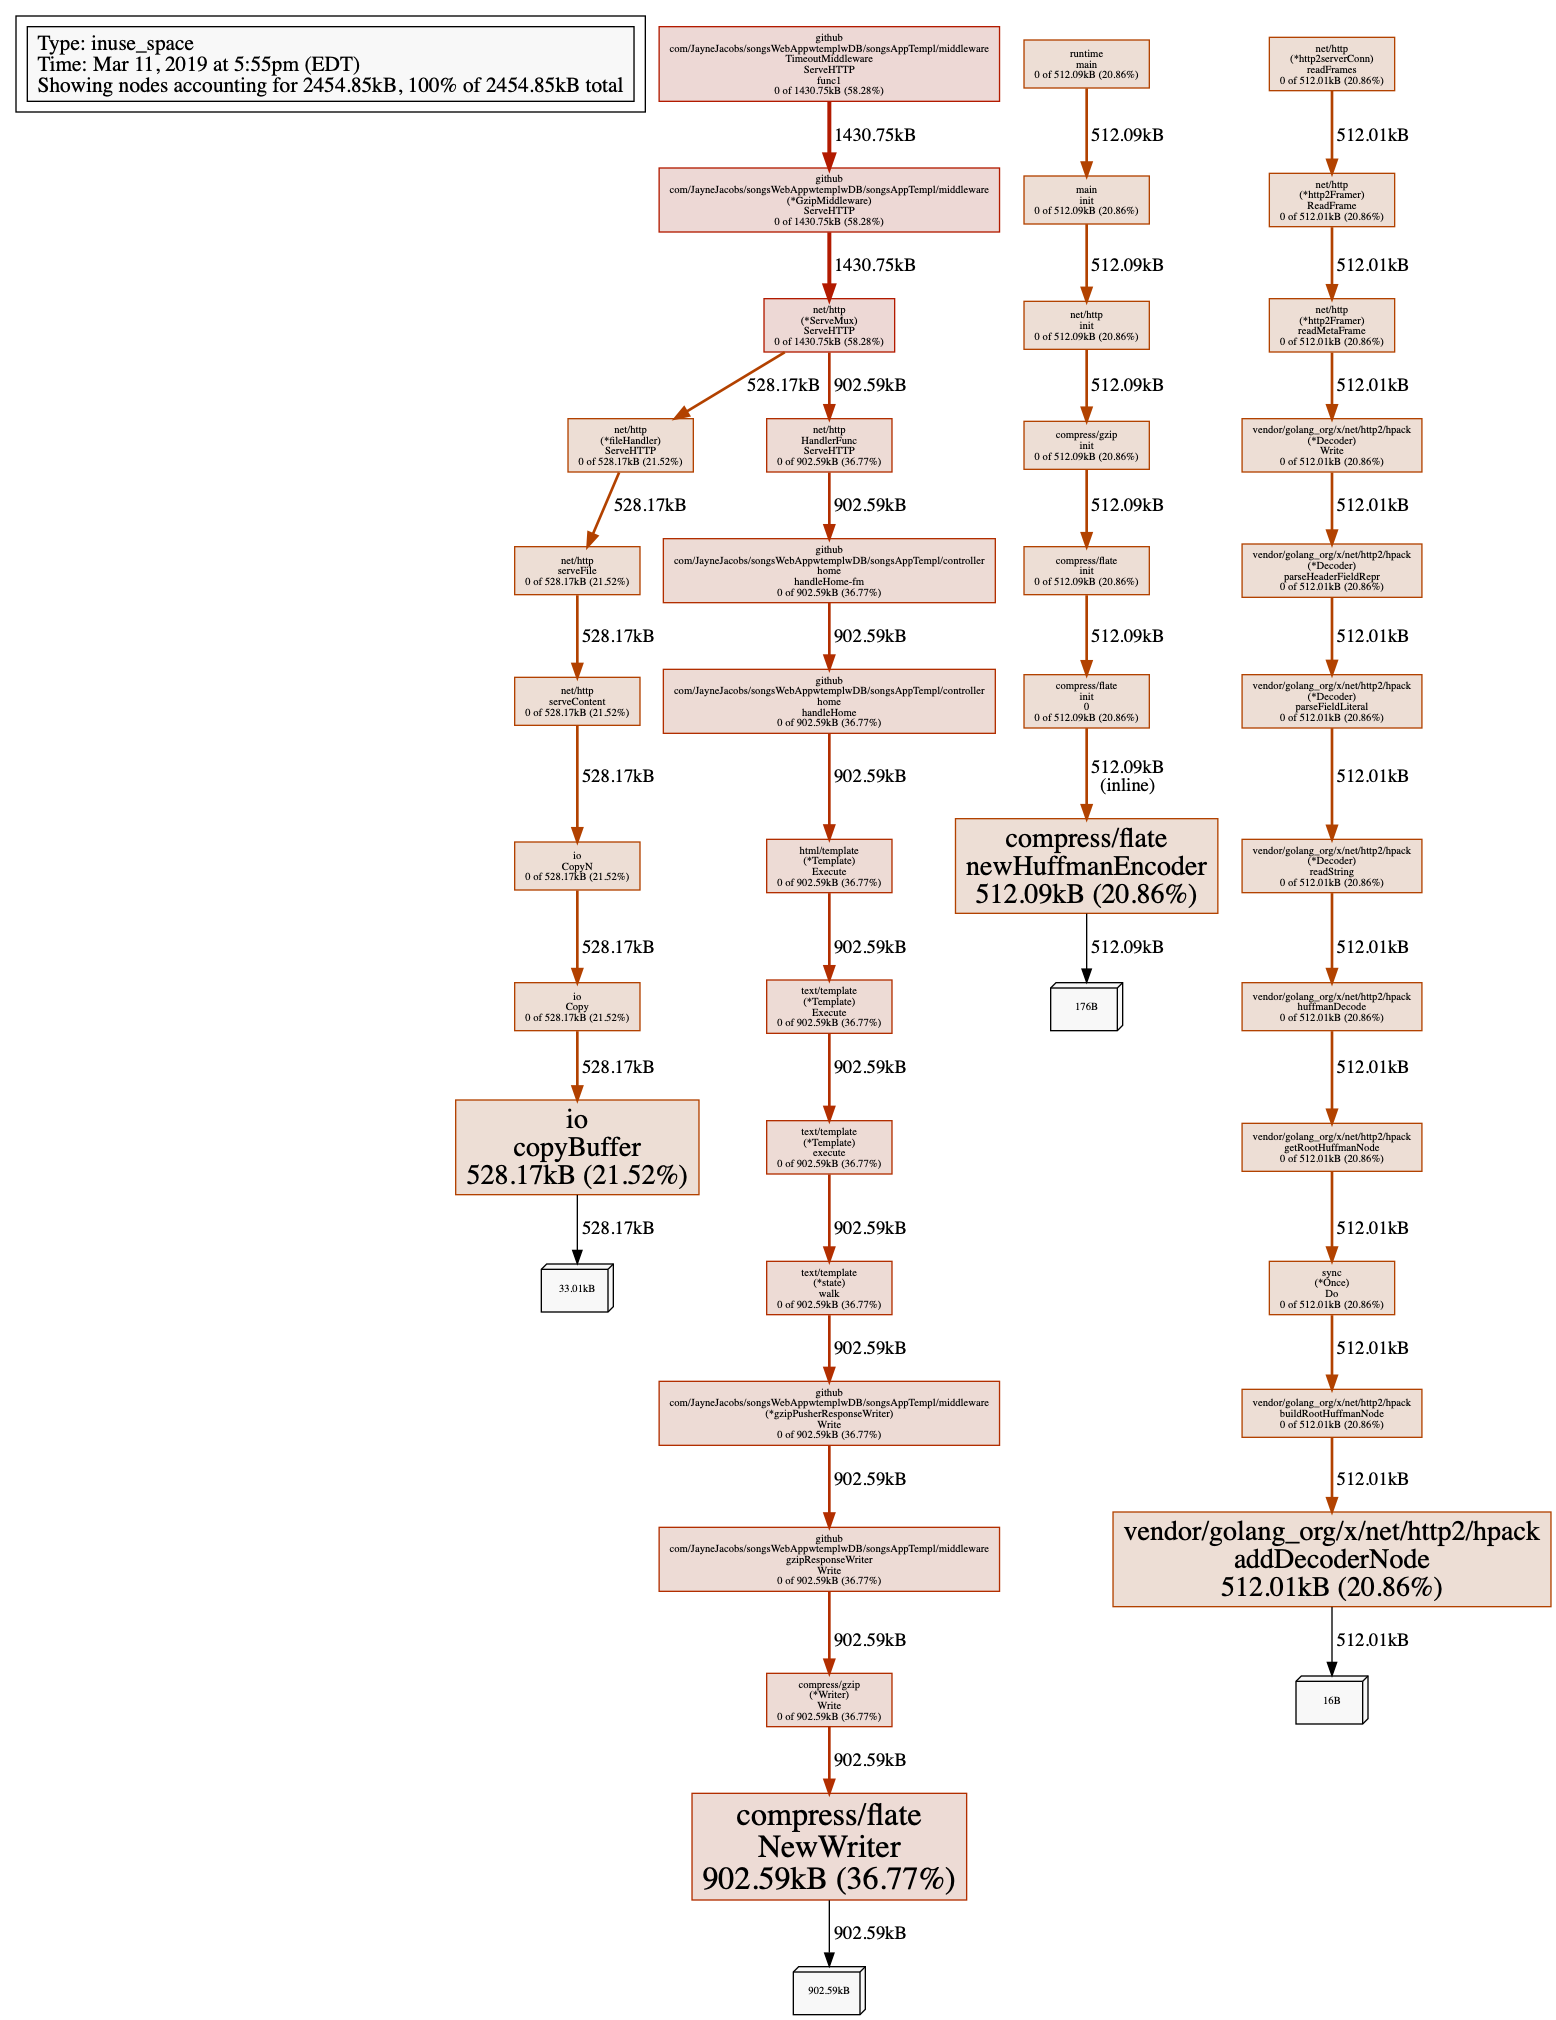 Type: inuse_space
Time: Mar 11, 2019 at 5:55pm (EDT)
Showing nodes accounting for 2454.85kB, 100% of 2454.85kB total
github
com/JayneJacobs/songsWebAppwtemplwDB/songsAppTempl/middleware
TimeoutMiddleware
ServeHTTP
func1
0 of 1430.75kB (58.28%)
1430.75kB
github
com/JayneJacobs/songsWebAppwtemplwDB/songsAppTempl/middleware
(*GzipMiddleware)
ServeHTTP
0 of 1430.75kB (58.28%)
1430.75kB
net/http
(*ServeMux)
ServeHTTP
0 of 1430.75kB (58.28%)
528.17kB
902.59kB
net/http
(*fileHandler)
ServeHTTP
0 of 528.17kB (21.52%)
528.17kB
net/http
serveFile
0 of 528.17kB (21.52%)
528.17kB
net/http
serveContent
0 of 528.17kB (21.52%)
528.17kB
io
CopyN
0 of 528.17kB (21.52%)
528.17kB
io
Copy
0 of 528.17kB (21.52%)
528.17kB
io
copyBuffer
528.17kB (21.52%)
528.17kB
33.01kB
net/http
HandlerFunc
ServeHTTP
0 of 902.59kB (36.77%)
902.59kB
github
com/JayneJacobs/songsWebAppwtemplwDB/songsAppTempl/controller
home
handleHome-fm
0 of 902.59kB (36.77%)
902.59kB
github
com/JayneJacobs/songsWebAppwtemplwDB/songsAppTempl/controller
home
handleHome
0 of 902.59kB (36.77%)
902.59kB
html/template
(*Template)
Execute
0 of 902.59kB (36.77%)
902.59kB
text/template
(*Template)
Execute
0 of 902.59kB (36.77%)
902.59kB
text/template
(*Template)
execute
0 of 902.59kB (36.77%)
902.59kB
text/template
(*state)
walk
0 of 902.59kB (36.77%)
902.59kB
github
com/JayneJacobs/songsWebAppwtemplwDB/songsAppTempl/middleware
(*gzipPusherResponseWriter)
Write
0 of 902.59kB (36.77%)
902.59kB
github
com/JayneJacobs/songsWebAppwtemplwDB/songsAppTempl/middleware
gzipResponseWriter
Write
0 of 902.59kB (36.77%)
902.59kB
compress/gzip
(*Writer)
Write
0 of 902.59kB (36.77%)
902.59kB
compress/flate
NewWriter
902.59kB (36.77%)
902.59kB
902.59kB
runtime
main
0 of 512.09kB (20.86%)
512.09kB
main
init
0 of 512.09kB (20.86%)
512.09kB
net/http
init
0 of 512.09kB (20.86%)
512.09kB
compress/gzip
init
0 of 512.09kB (20.86%)
512.09kB
compress/flate
init
0 of 512.09kB (20.86%)
512.09kB
compress/flate
init
0
0 of 512.09kB (20.86%)
512.09kB
(inline)
compress/flate
newHuffmanEncoder
512.09kB (20.86%)
512.09kB
176B
net/http
(*http2serverConn)
readFrames
0 of 512.01kB (20.86%)
512.01kB
net/http
(*http2Framer)
ReadFrame
0 of 512.01kB (20.86%)
512.01kB
net/http
(*http2Framer)
readMetaFrame
0 of 512.01kB (20.86%)
512.01kB
vendor/golang_org/x/net/http2/hpack
(*Decoder)
Write
0 of 512.01kB (20.86%)
512.01kB
vendor/golang_org/x/net/http2/hpack
(*Decoder)
parseHeaderFieldRepr
0 of 512.01kB (20.86%)
512.01kB
vendor/golang_org/x/net/http2/hpack
(*Decoder)
parseFieldLiteral
0 of 512.01kB (20.86%)
512.01kB
vendor/golang_org/x/net/http2/hpack
(*Decoder)
readString
0 of 512.01kB (20.86%)
512.01kB
vendor/golang_org/x/net/http2/hpack
huffmanDecode
0 of 512.01kB (20.86%)
512.01kB
vendor/golang_org/x/net/http2/hpack
getRootHuffmanNode
0 of 512.01kB (20.86%)
512.01kB
sync
(*Once)
Do
0 of 512.01kB (20.86%)
512.01kB
vendor/golang_org/x/net/http2/hpack
buildRootHuffmanNode
0 of 512.01kB (20.86%)
512.01kB
vendor/golang_org/x/net/http2/hpack
addDecoderNode
512.01kB (20.86%)
512.01kB
16B